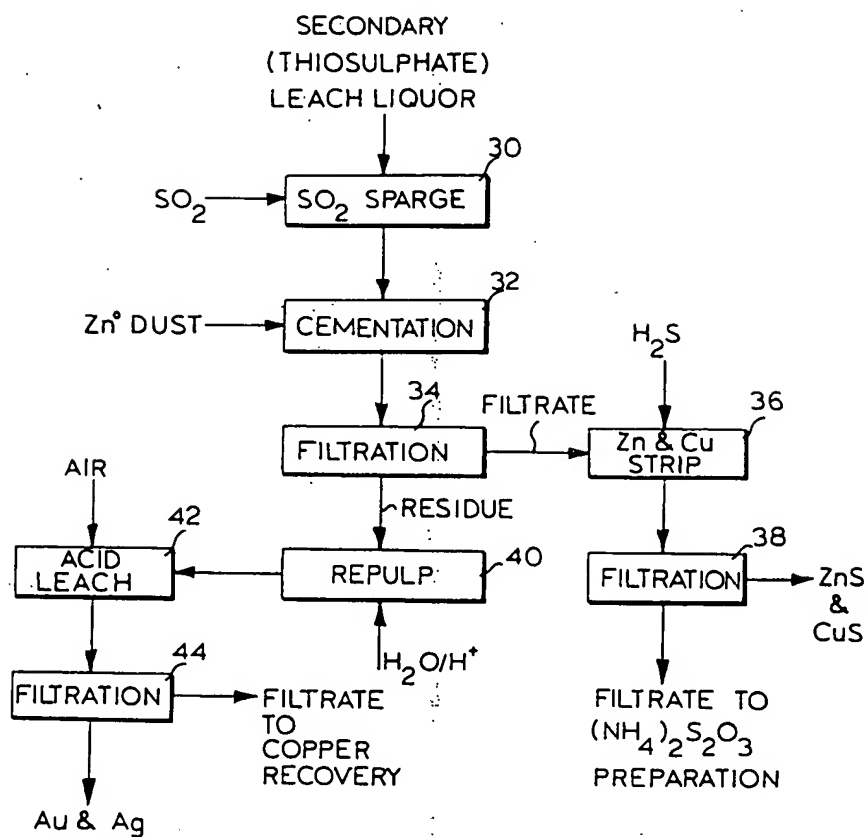 SECONDARY
(THIOSULPHATE)
LEACH LIQUOR
30
SO2
SO2 SPARGE
32
Zn° DUST
CEMENTATION
H2S
34
FILTRATE
36
FILTRATION
Zn & Cu
STRIP
AIR
RESIDUE
42
38
ACID
LEACH
REPULP
40
FILTRATION
ZnS
&
CuS
44
H2O/H+
FILTRATION
FILTRATE
TO
COPPER
RECOVERY
FILTRATE TO
(NH4)2S2O3
PREPARATION
Au & Ag